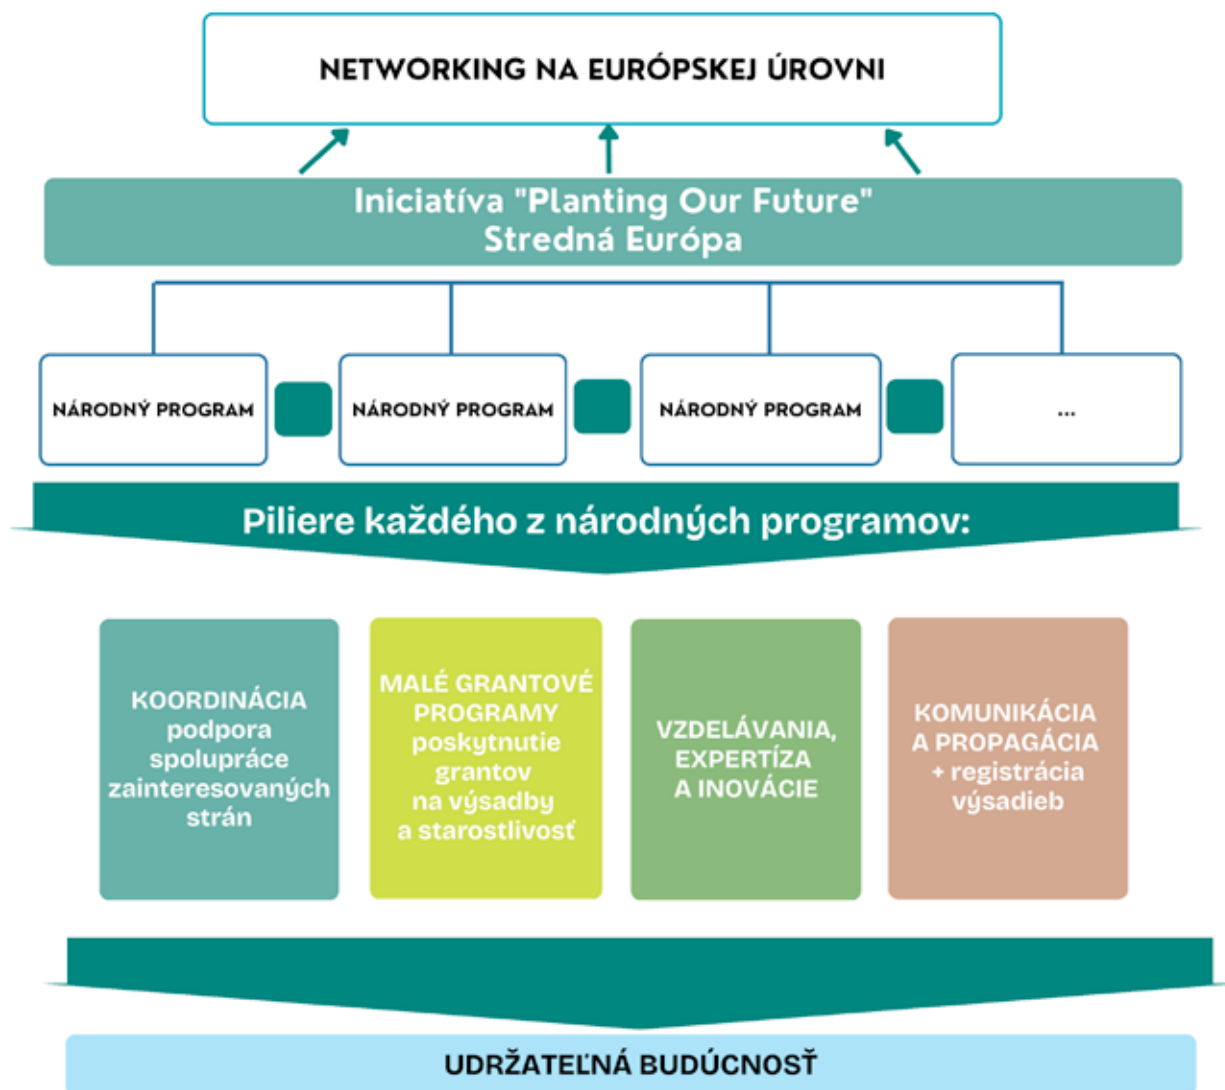 NETWORKING NA EURÓPSKEJ ÚROVNI
Iniciatíva "Planting Our Future"
Stredná Európa
NÁRODNÝ PROGRAM
NÁRODNÝ PROGRAM
NÁRODNÝ PROGRAM
...
Piliere každého z národných programov:
KOORDINÁCIA
podpora
spolupráce
zainteresovaných
strán
MALÉ GRANTOVÉ
PROGRAMY
poskytnutie
grantov
na výsadby
a starostlivosť
VZDELÁVANIA,
EXPERTÍZA
A INOVÁCIE
KOMUNIKÁCIA
A PROPAGÁCIA
+ registrácia
výsadieb
UDRŽATEĽNÁ BUDÚCNOSŤ